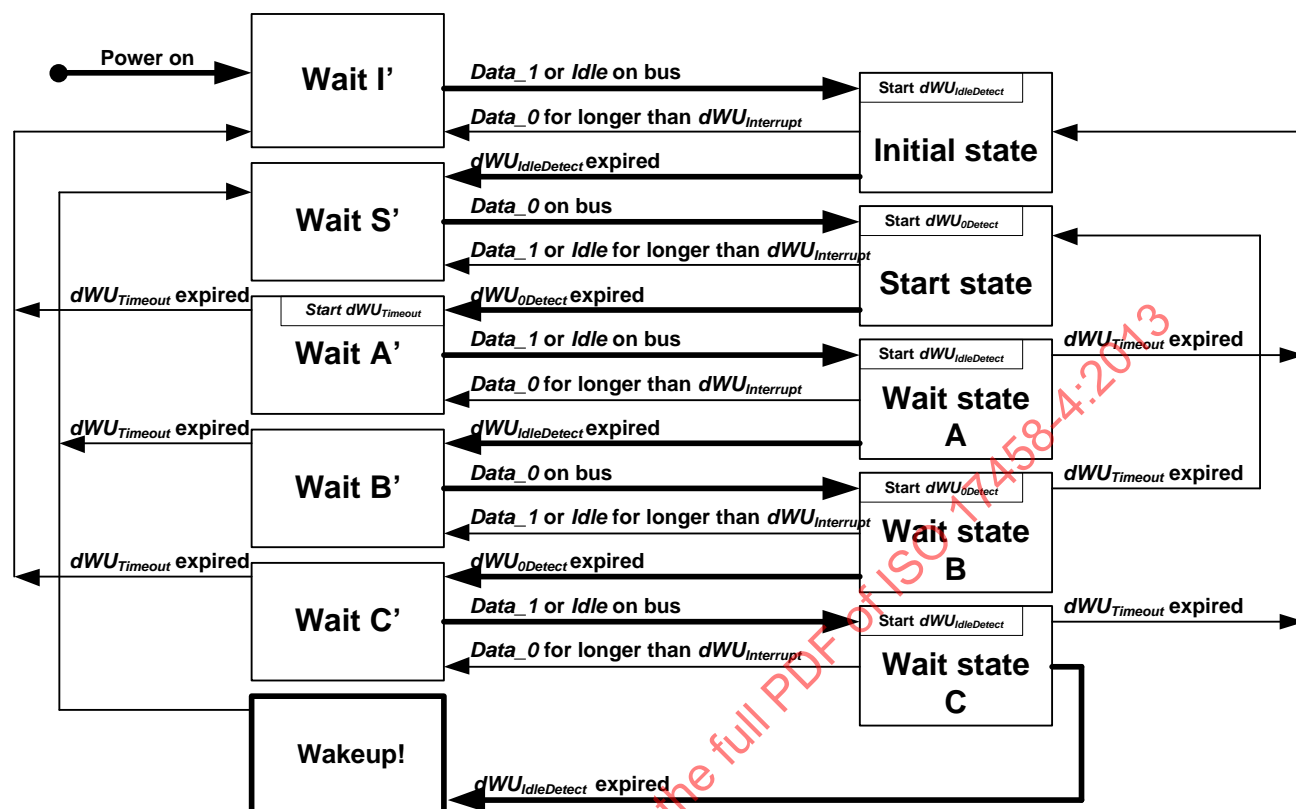 Power on
Wait I’
Data_1 or Idle on bus
Start dWUIdleDetect
Data_0 for longer than dWUInterrupt
Initial state
dWUIdleDetect expired
Wait S’
Data_0 on bus
Start dWU0Detect
Data_1 or Idle for longer than dWUInterrupt
Start state
dWUTimeout expired
dWU0Detect expired
Start dWUTimeout
Wait A’
Data_1 or Idle on bus
Start dWUIdleDetect
dWUTimeout expired
Data_0 for longer than dWUInterrupt
Wait state
A
dWUTimeout expired
dWUIdleDetect expired
Wait B’
Data_0 on bus
Start dWU0Detect
dWUTimeout expired
Data_1 or Idle for longer than dWUInterrupt
Wait state
B
dWUTimeout expired
dWU0Detect expired
Wait C’
Data_1 or Idle on bus
Start dWUIdleDetect
dWUTimeout expired
Data_0 for longer than dWUInterrupt
Wait state
C
Wakeup!
dWUIdleDetect expired
the full PDF of ISO 17458-4:2013